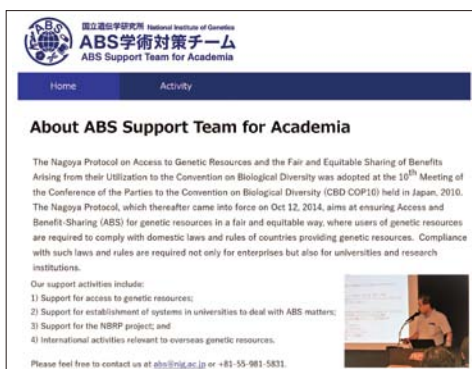 ABS
国立遺伝学研究所 National Institute of Genetics
ABS学術対策チーム
ABS Support Team for Academia
Home Activity
About ABS Support Team for Academia
The Nagoya Protocol on Access to Genetic Resources and the Fair and Equitable Sharing of Benefits
Arising from their Utilization to the Convention on Biological Diversity was adopted at the 10th Meeting of
the Conference of the Parties to the Convention on Biological Diversity (CBD COP10) held in Japan, 2010.
The Nagoya Protocol, which thereafter came into force on Oct 12, 2014, aims at ensuring Access and
Benefit-Sharing (ABS) for genetic resources in a fair and equitable way, where users of genetic resources
are required to comply with domestic laws and rules of countries providing genetic resources. Compliance
with such laws and rules are required not only for enterprises but also for universities and research
institutions.
Our support activities include:
1) Support for access to genetic resources;
2) Support for establishment of systems in universities to deal with ABS matters;
3) Support for the NBRP project; and
4) International activities relevant to overseas genetic resources.
Please feel free to contact us at abs@nig.ac.jp or +81-55-981-5831.